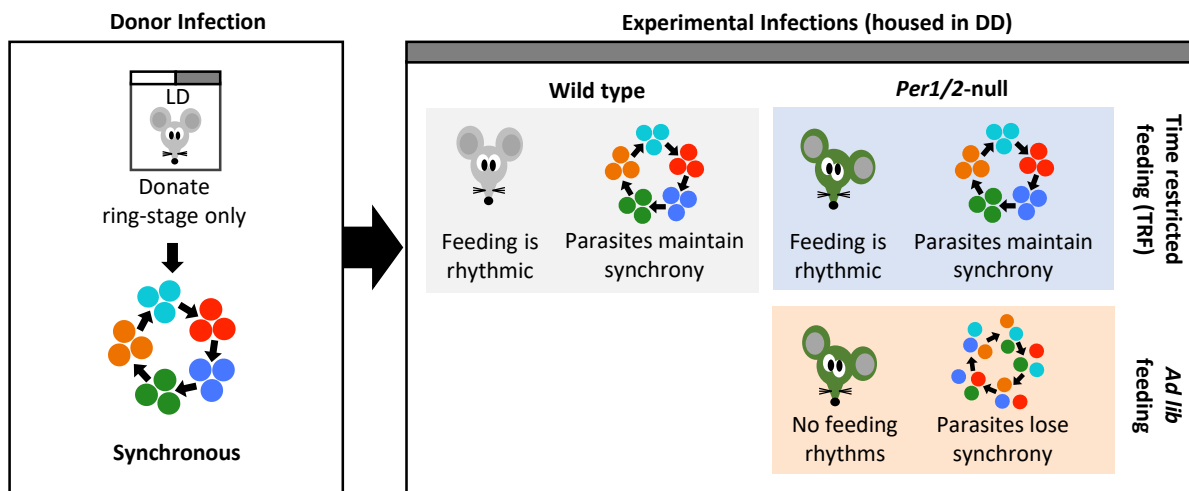 Donor Infection
LD
Donate
ring-stage only
Synchronous
Experimental Infections (housed in DD)
Wild type
Per1/2-null
Feeding is
rhythmic
Parasites maintain
synchrony
Feeding is
rhythmic
Parasites maintain
synchrony
Time restricted
feeding (TRF)
No feeding
rhythms
Parasites lose
synchrony
Ad lib
feeding